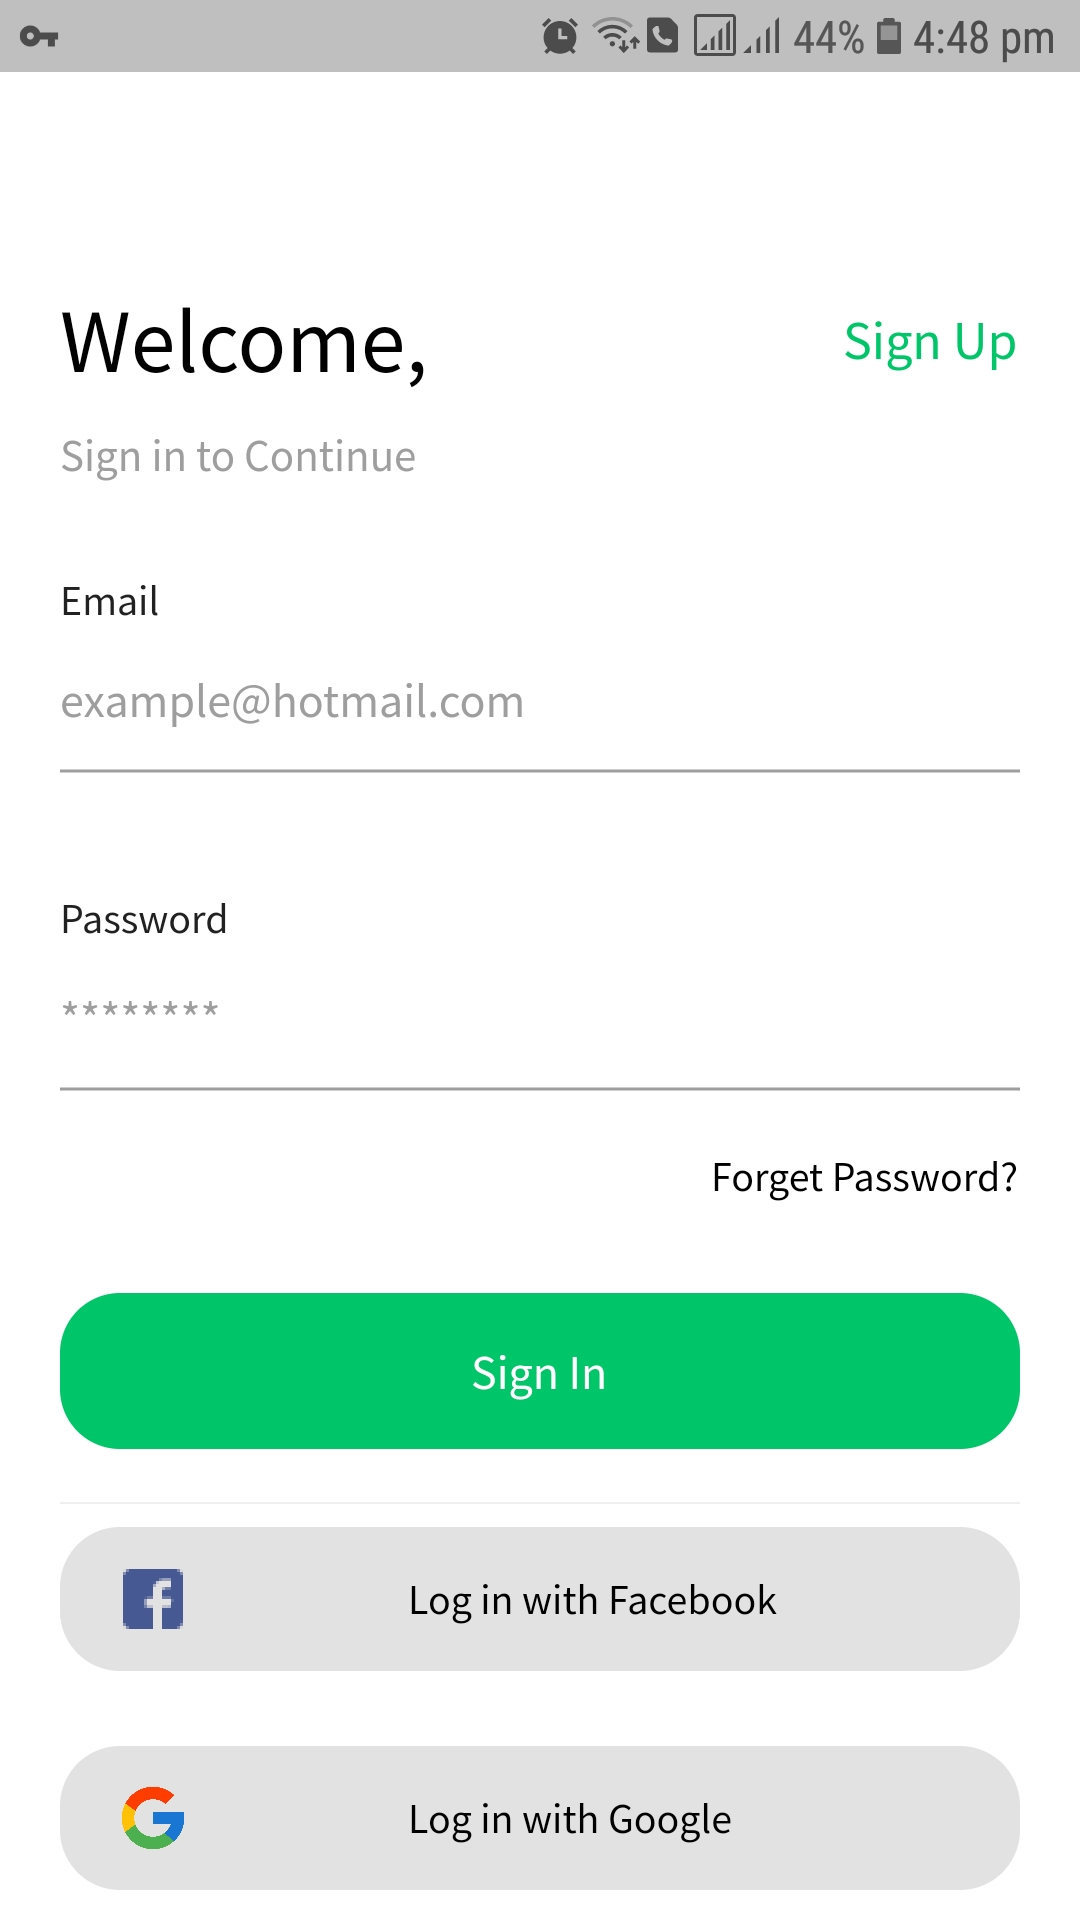 44% 4:48 pm
Welcome,
Sign Up
Sign in to Continue
Email
example@hotmail.com
Password
********
Forget Password?
Sign In
Log in with Facebook
Log in with Google